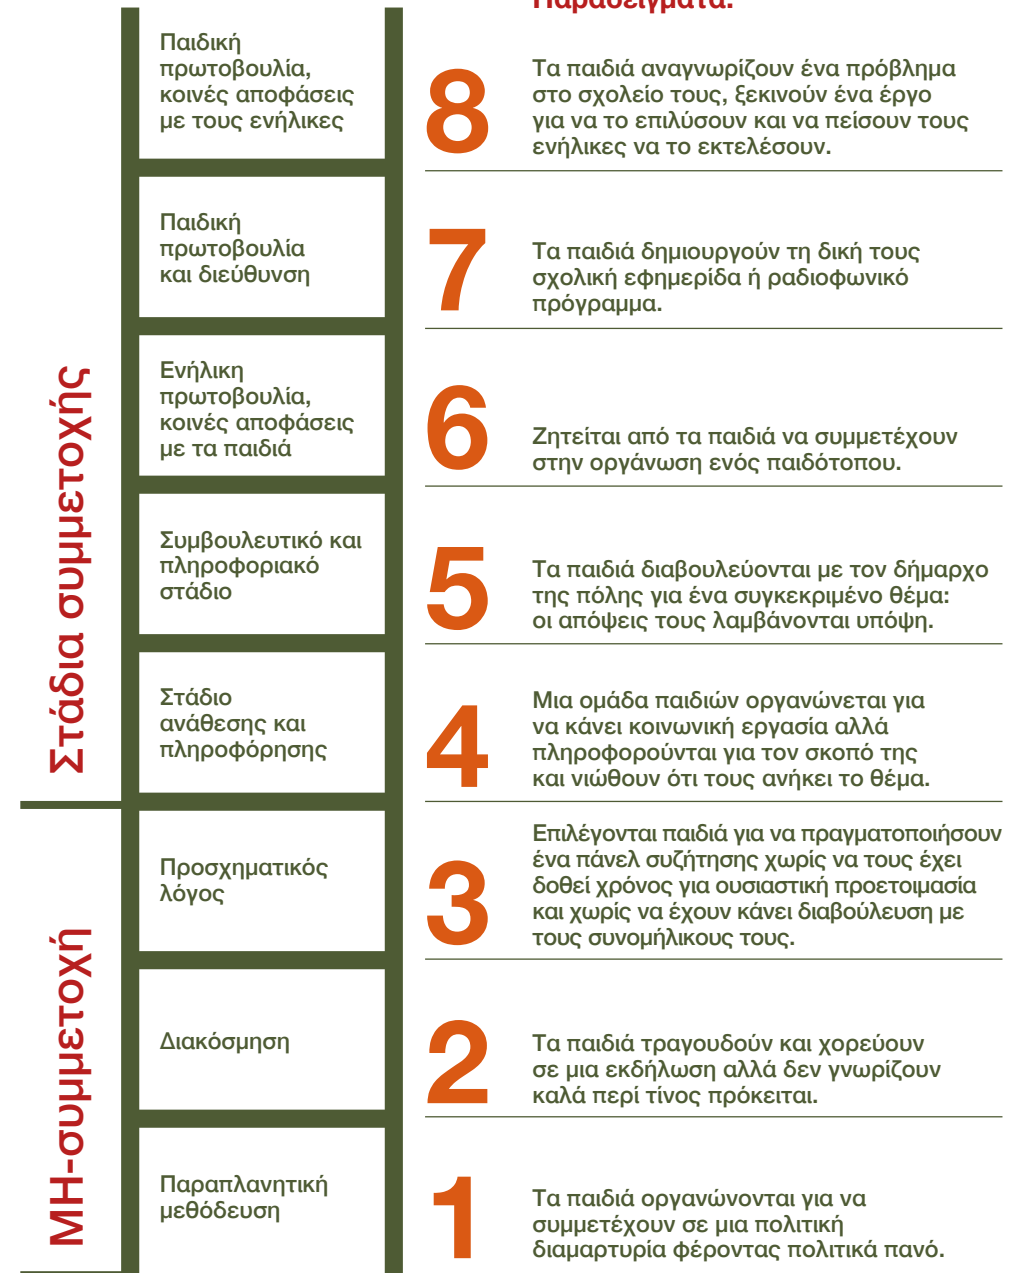 Παραδείγματα:
Παιδική
πρωτοβουλία,
κοινές αποφάσεις
με τους ενήλικες
8
Τα παιδιά αναγνωρίζουν ένα πρόβλημα
στο σχολείο τους, ξεκινούν ένα έργο
για να το επιλύσουν και να πείσουν τους
ενήλικες να το εκτελέσουν.
Παιδική
πρωτοβουλία
και διεύθυνση
7
Τα παιδιά δημιουργούν τη δική τους
σχολική εφημερίδα ή ραδιοφωνικό
πρόγραμμα.
Στάδια συμμετοχής
Ενήλικη
πρωτοβουλία,
κοινές αποφάσεις
με τα παιδιά
6
Ζητείται από τα παιδιά να συμμετέχουν
στην οργάνωση ενός παιδότοπου.
Συμβουλευτικό και
πληροφοριακό
στάδιο
5
Τα παιδιά διαβουλεύονται με τον δήμαρχο
της πόλης για ένα συγκεκριμένο θέμα:
οι απόψεις τους λαμβάνονται υπόψη.
Στάδιο
ανάθεσης και
πληροφόρησης
4
Μια ομάδα παιδιών οργανώνεται για
να κάνει κοινωνική εργασία αλλά
πληροφορούνται για τον σκοπό της
και νιώθουν ότι τους ανήκει το θέμα.
ΜΗ-συμμετοχή
Προσχηματικός
λόγος
3
Επιλέγονται παιδιά για να πραγματοποιήσουν
ένα πάνελ συζήτησης χωρίς να τους έχει
δοθεί χρόνος για ουσιαστική προετοιμασία
και χωρίς να έχουν κάνει διαβούλευση με
τους συνομήλικους τους.
Διακόσμηση
2
Τα παιδιά τραγουδούν και χορεύουν
σε μια εκδήλωση αλλά δεν γνωρίζουν
καλά περί τίνος πρόκειται.
Παραπλανητική
μεθόδευση
1
Τα παιδιά οργανώνονται για να
συμμετέχουν σε μια πολιτική
διαμαρτυρία φέροντας πολιτικά πανό.